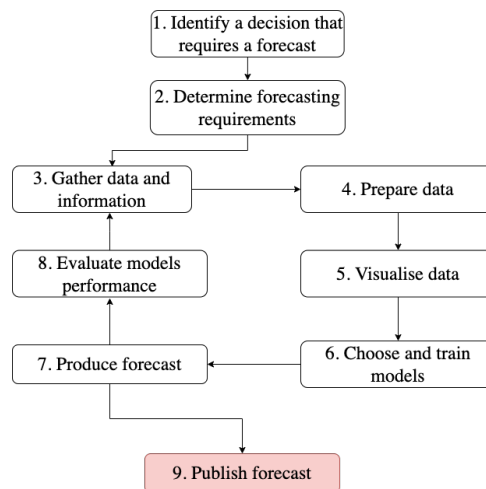 1. Identify a decision that
requires a forecast
2. Determine forecasting
requirements
3. Gather data and
information
4. Prepare data
8. Evaluate models
performance
5. Visualise data
7. Produce forecast
6. Choose and train
models
9. Publish forecast